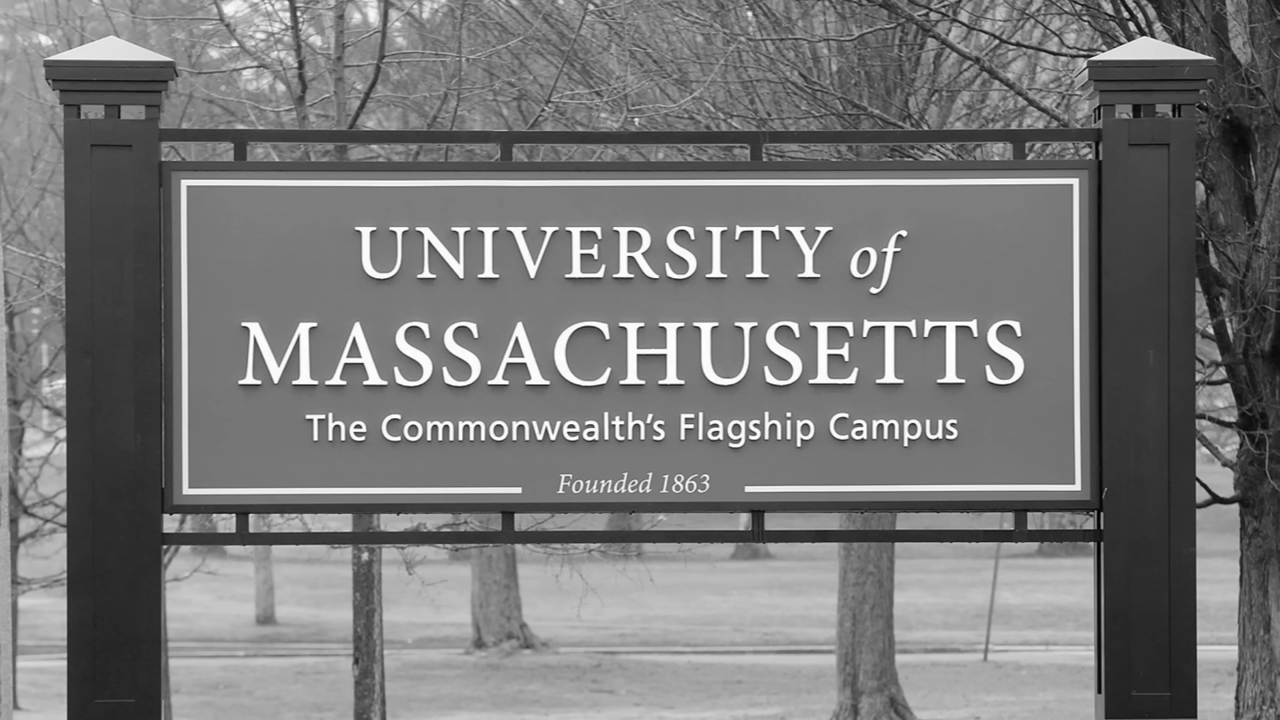 UNIVERSITY of
MASSACHUSETTS
The Commonwealth's Flagship Campus
Founded 1863